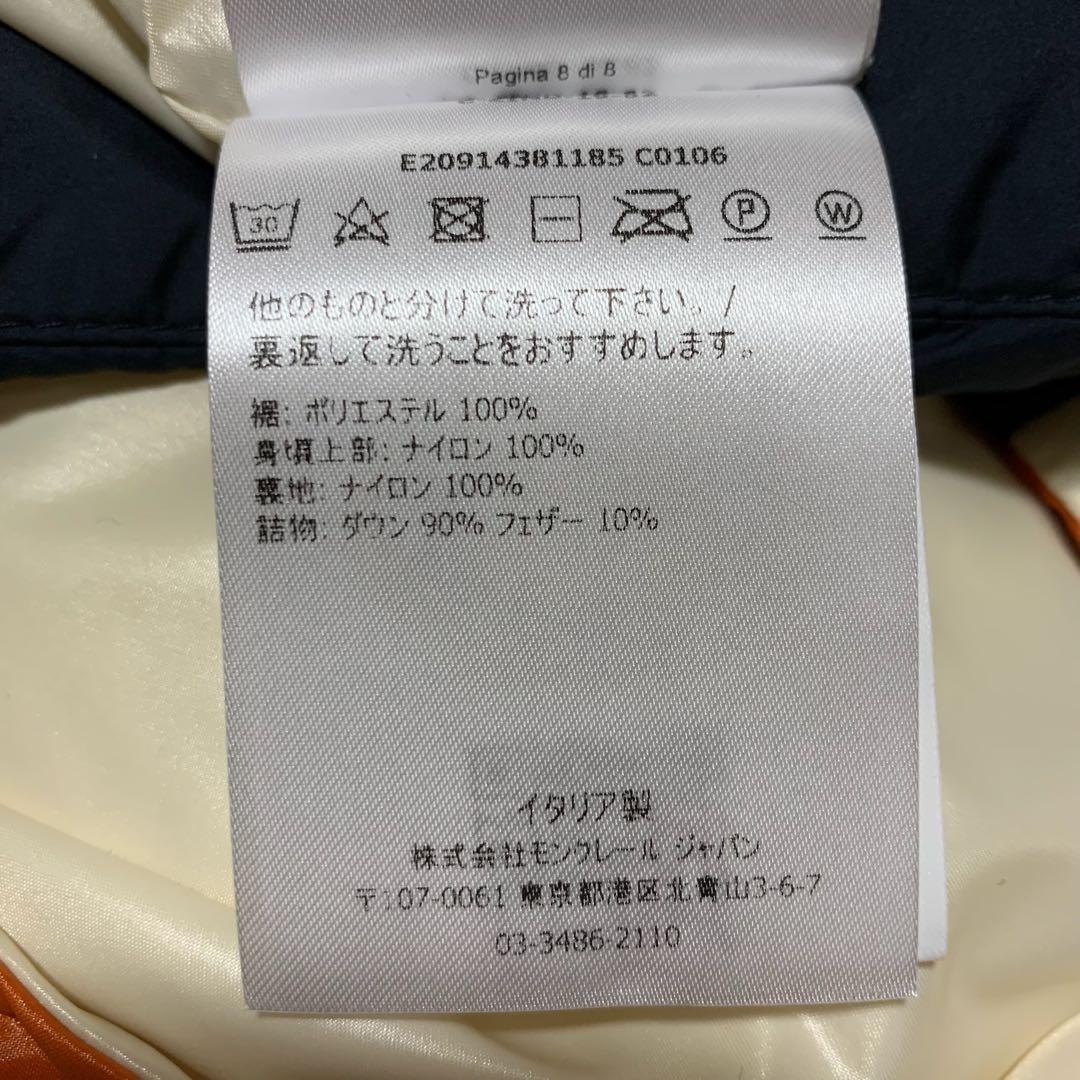 Pagina 8 di 8
E20914381185 C0106
30
P
W
他のものと分けて洗って下さい。/
裏返して洗うことをおすすめします。
裾: ポリエステル 100%
身頃上部: ナイロン 100%
裏地: ナイロン 100%
詰物: ダウン 90% フェザー 10%
イタリア製
株式会社モンクレール ジャパン
〒107-0061 東京都港区北青山3-6-7
03-3486-2110